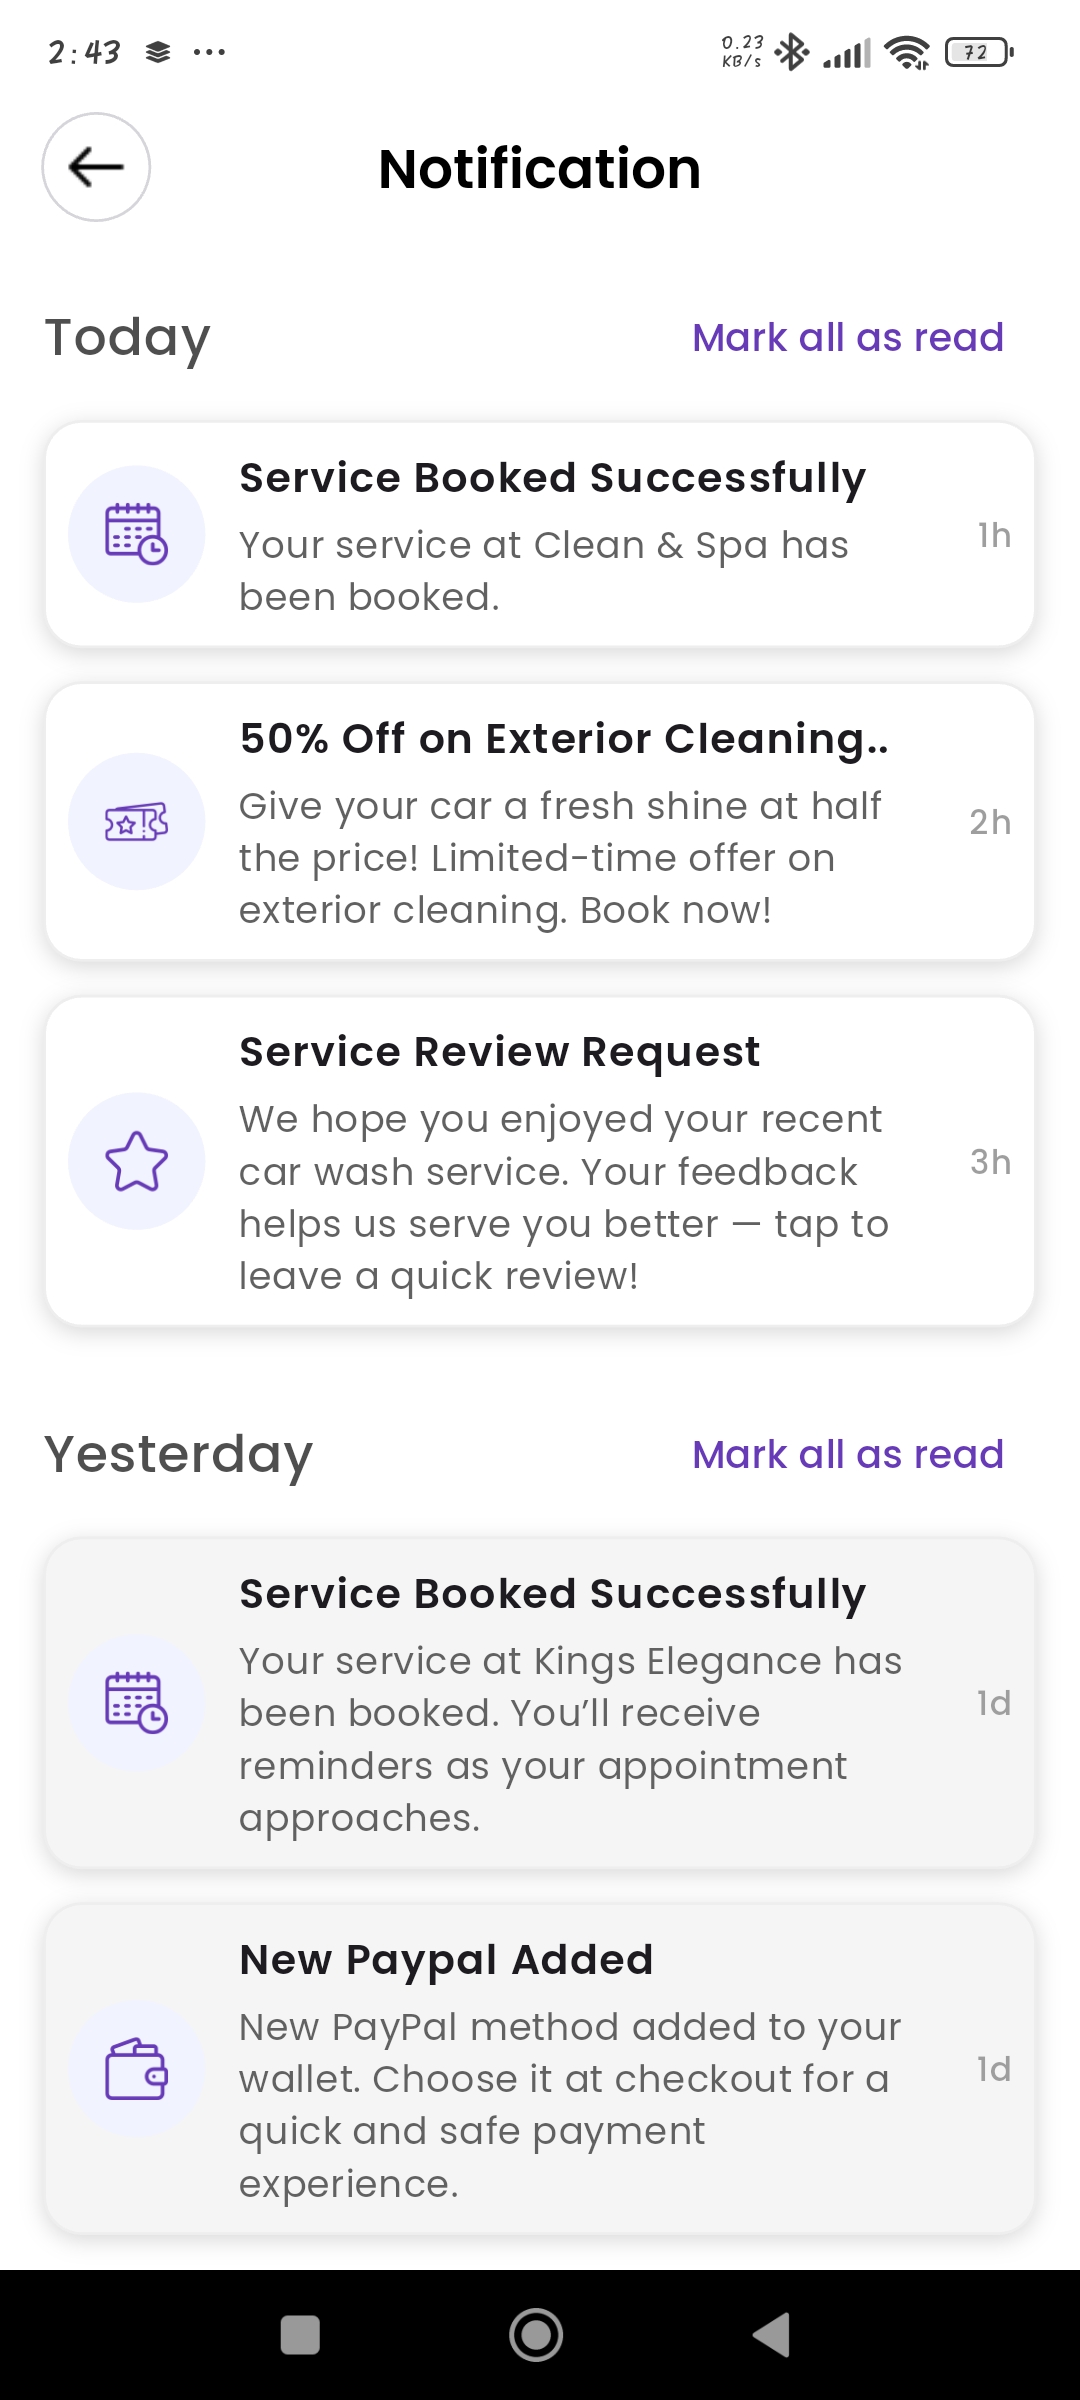 2:43
0.23
KB/s
72
Notification
Today
Mark all as read
Service Booked Successfully
Your service at Clean & Spa has
been booked.
1h
50% Off on Exterior Cleaning..
Give your car a fresh shine at half
the price! Limited-time offer on
exterior cleaning. Book now!
2h
Service Review Request
We hope you enjoyed your recent
car wash service. Your feedback
helps us serve you better — tap to
leave a quick review!
3h
Yesterday
Mark all as read
Service Booked Successfully
Your service at Kings Elegance has
been booked. You’ll receive
reminders as your appointment
approaches.
1d
New Paypal Added
New PayPal method added to your
wallet. Choose it at checkout for a
quick and safe payment
experience.
1d